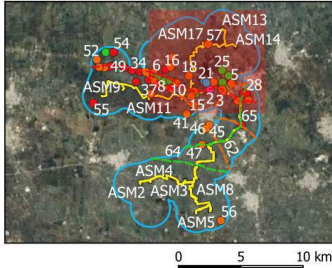 ASM13
ASM17 57
ASM14
52 54
16
49 34 6 18 25
ASM9 21
37 8 10 28
ASM11 15 2 3
55
41 65
46 45
47
64 62
ASM4
ASM2 ASM3 ASM8
ASM5 56
0 5 10 km